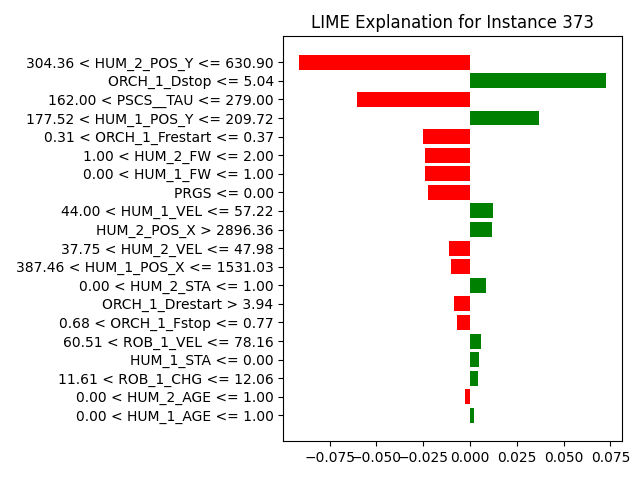 LIME Explanation for Instance 373
304.36 < HUM_2_POS_Y <= 630.90
ORCH_1_Dstop <= 5.04
162.00 < PSCS__TAU <= 279.00
177.52 < HUM_1_POS_Y <= 209.72
0.31 < ORCH_1_Frestart <= 0.37
1.00 < HUM_2_FW <= 2.00
0.00 < HUM_1_FW <= 1.00
PRGS <= 0.00
44.00 < HUM_1_VEL <= 57.22
HUM_2_POS_X > 2896.36
37.75 < HUM_2_VEL <= 47.98
387.46 < HUM_1_POS_X <= 1531.03
0.00 < HUM_2_STA <= 1.00
ORCH_1_Drestart > 3.94
0.68 < ORCH_1_Fstop <= 0.77
60.51 < ROB_1_VEL <= 78.16
HUM_1_STA <= 0.00
11.61 < ROB_1_CHG <= 12.06
0.00 < HUM_2_AGE <= 1.00
0.00 < HUM_1_AGE <= 1.00
−0.075 −0.050 −0.025 0.000 0.025 0.050 0.075